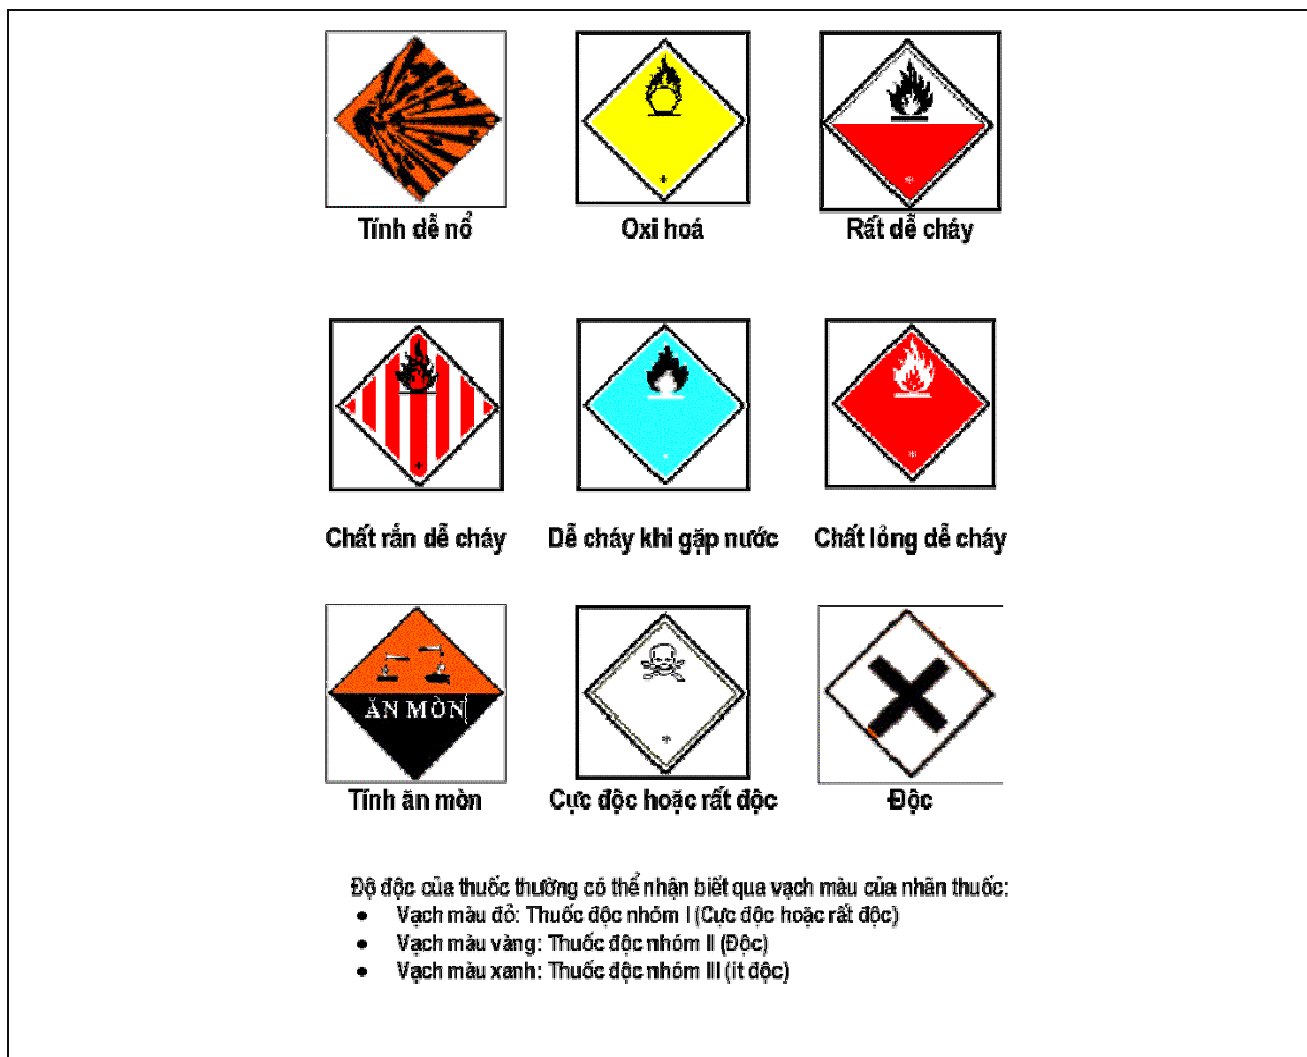 Tính dễ nổ
Oxi hoá
Rất dễ cháy
Chất rắn dễ cháy
Dễ cháy khi gặp nước
Chất lỏng dễ cháy
ĂN MÒN
Tính ăn mòn
Cực độc hoặc rất độc
Độc
Độ độc của thuốc thường có thể nhận biết qua vạch màu của nhãn thuốc:
• Vạch màu đỏ: Thuốc độc nhóm I (Cực độc hoặc rất độc)
• Vạch màu vàng: Thuốc độc nhóm II (Độc)
• Vạch màu xanh: Thuốc độc nhóm III (ít độc)